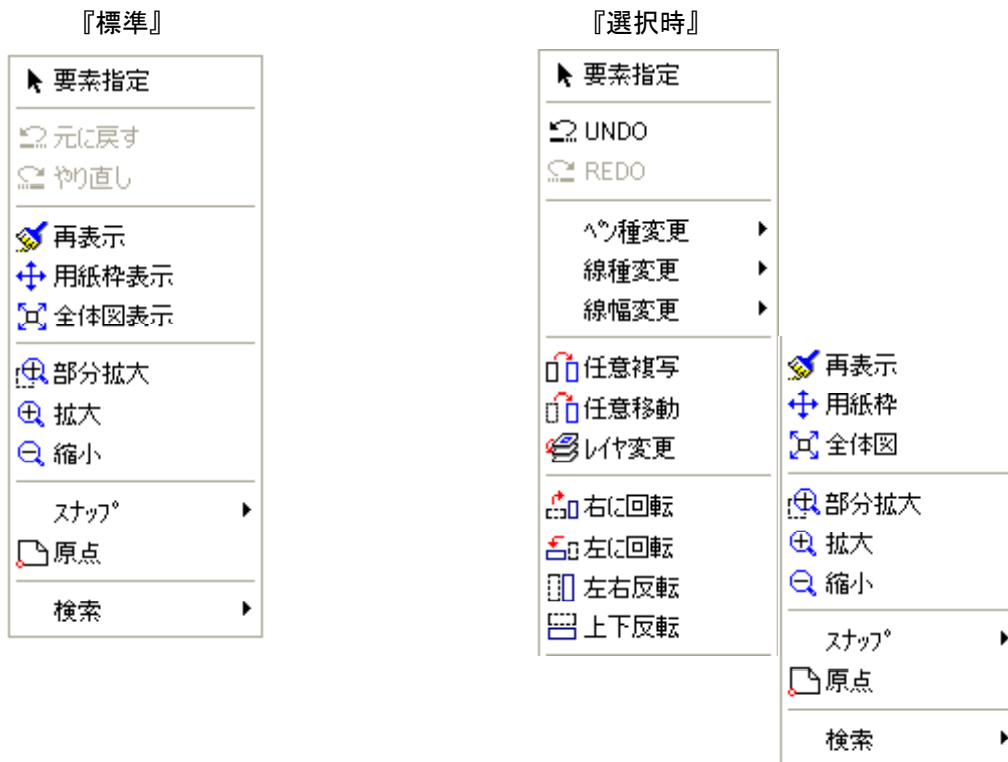 『標準』
要素指定
元に戻す
やり直し
再表示
用紙枠表示
全体図表示
部分拡大
拡大
縮小
ｽﾅｯﾌﾟ
原点
検索
『選択時』
要素指定
UNDO
REDO
ﾍﾟﾝ種変更
線種変更
線幅変更
任意複写
任意移動
ﾚｲﾔ変更
右に回転
左に回転
左右反転
上下反転
再表示
用紙枠
全体図
部分拡大
拡大
縮小
ｽﾅｯﾌﾟ
原点
検索